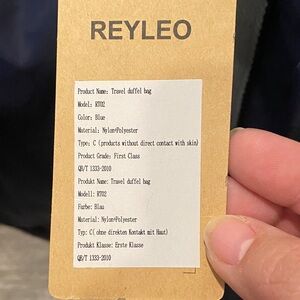 REYLEO
Product Name: Travel duffel bag
Model: RT02
Color: Blue
Material: Nylon+Polyester
Type: C (products without direct contact with skin)
Product Grade: First Class
QB/T 1333-2010
Produkt Name: Travel duffel bag
Modell: RT02
Farbe: Blau
Material: Nylon+Polyester
Typ: C( ohne direkten Kontakt mit Haut)
Produkt Klasse: Erste Klasse
QB/T 1333-2010